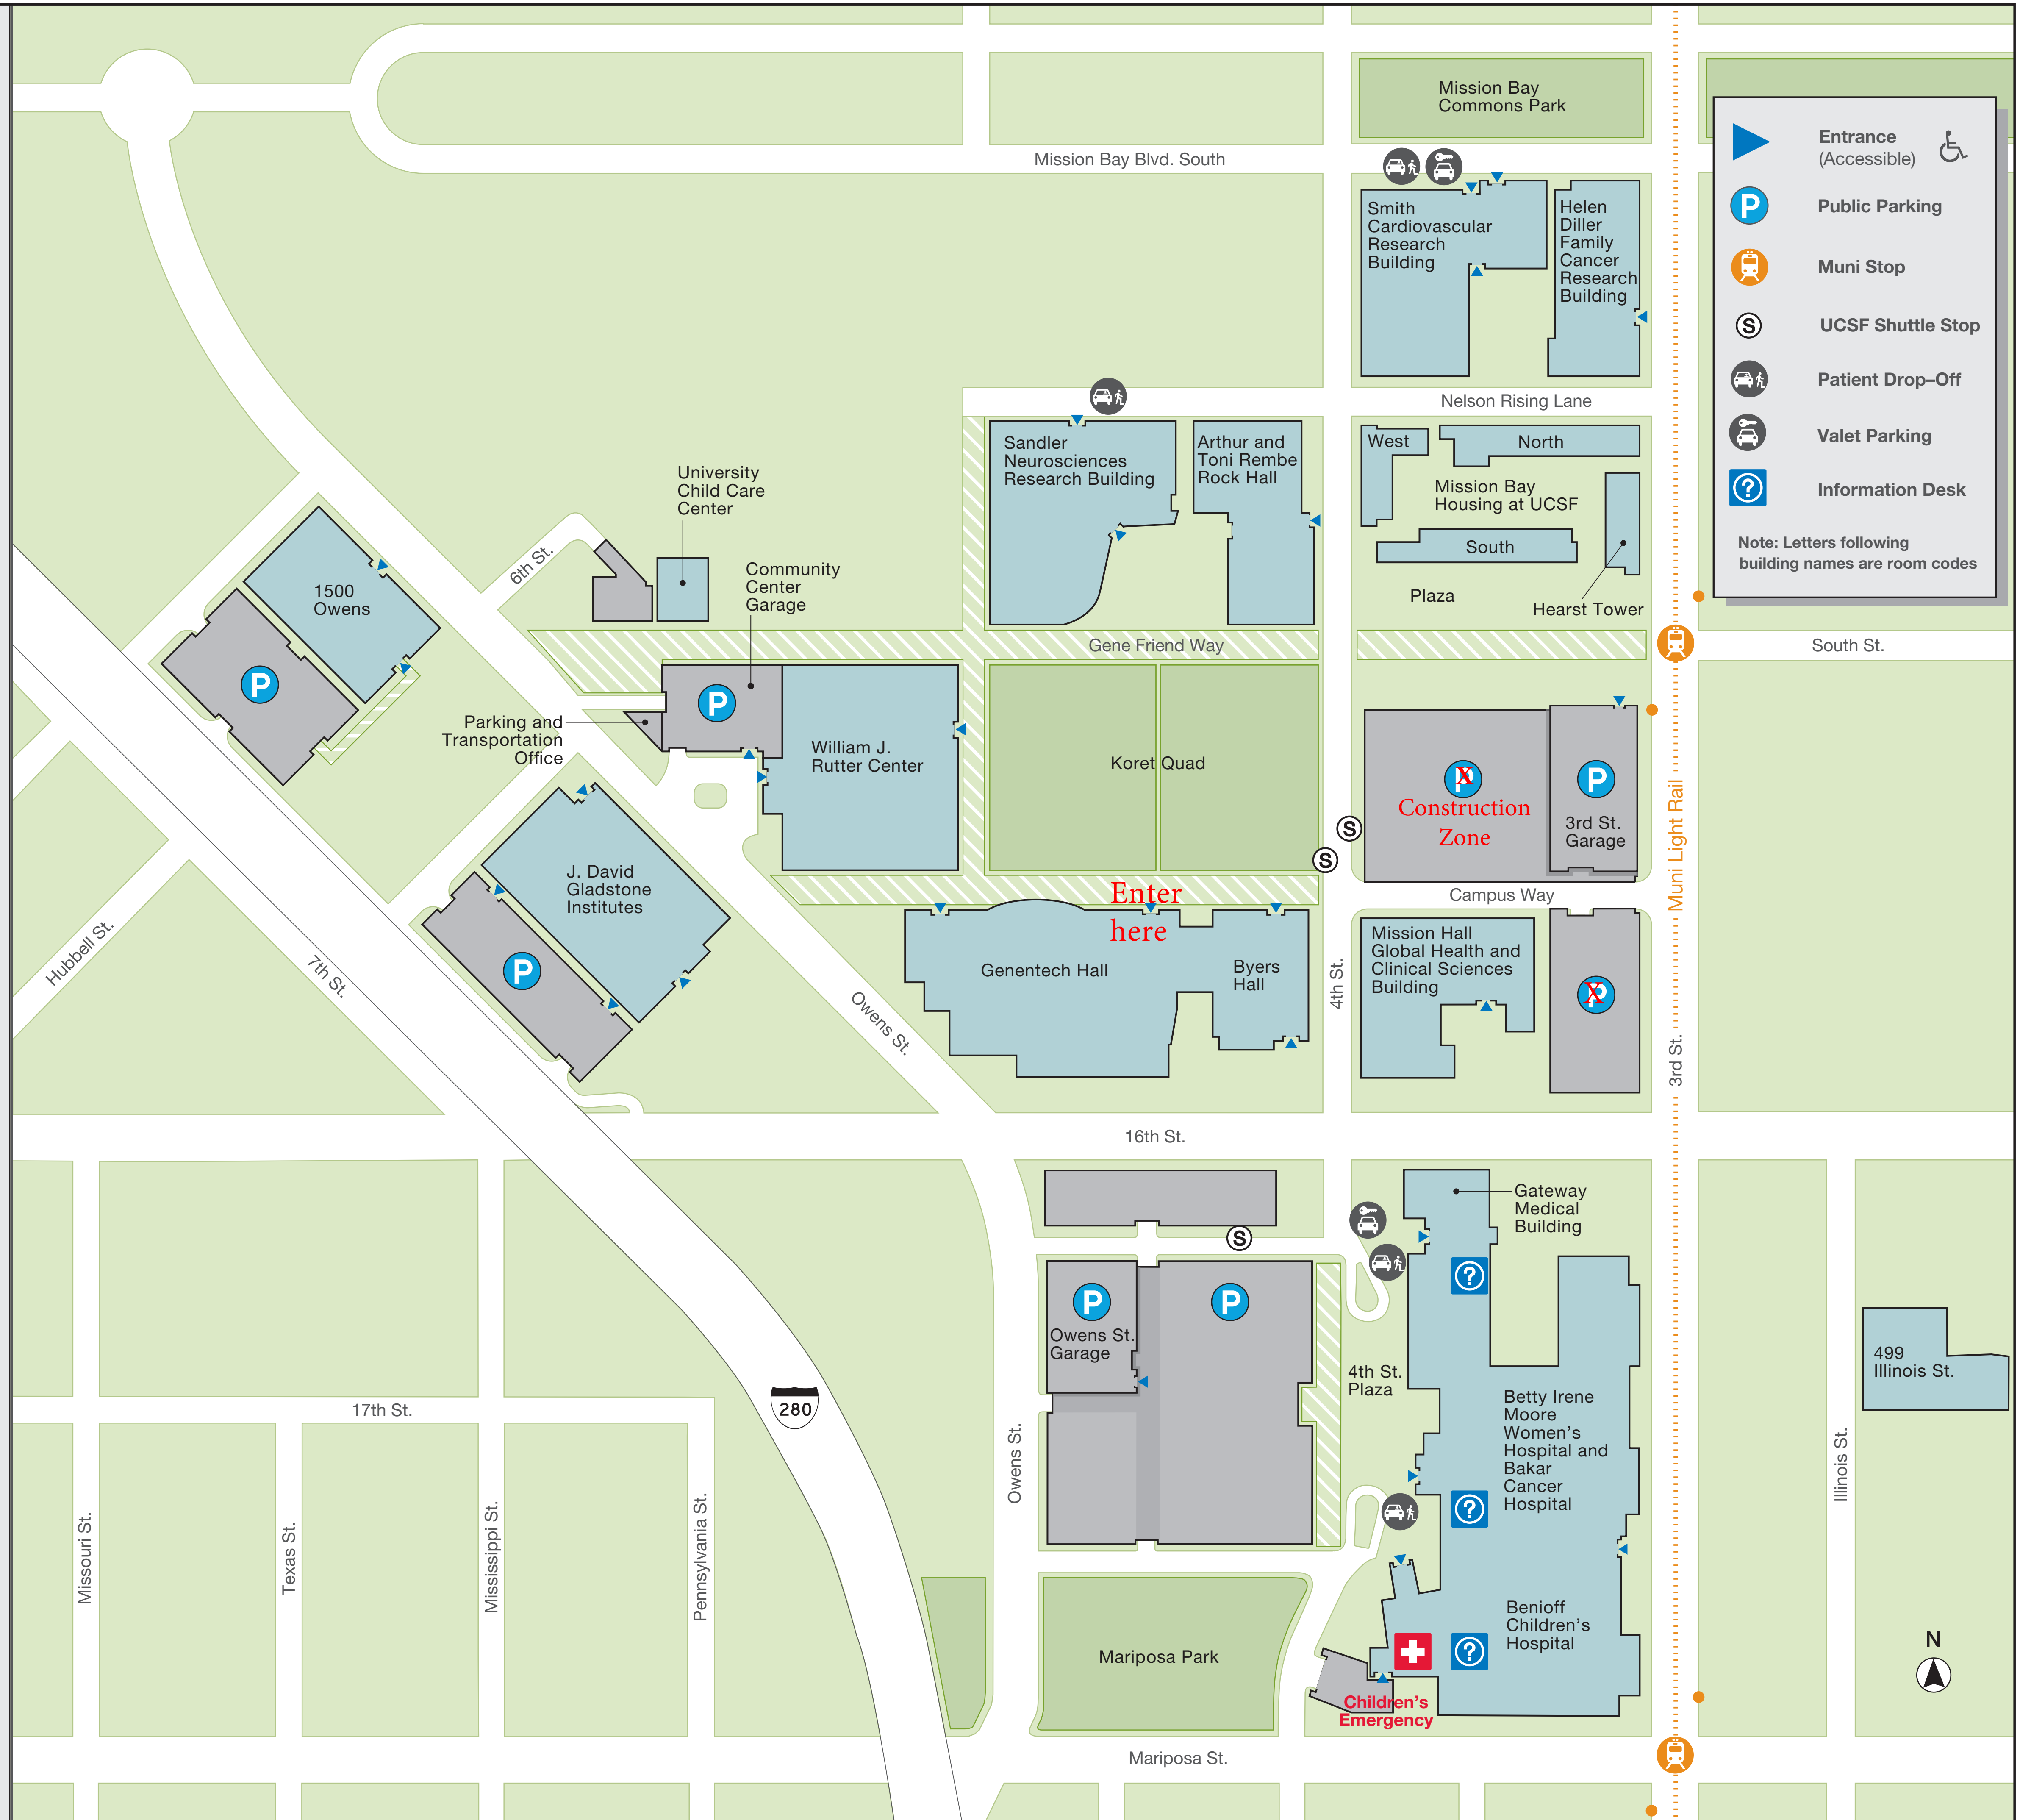 Mission Bay
Commons Park
Mission Bay Blvd. South
Entrance
(Accessible)
P
Public Parking
Muni Stop
S
UCSF Shuttle Stop
Patient Drop–Off
Valet Parking
?
Information Desk
Note: Letters following
building names are room codes
Smith
Cardiovascular
Research
Building
Helen
Diller
Family
Cancer
Research
Building
Nelson Rising Lane
Sandler
Neurosciences
Research Building
Arthur and
Toni Rembe
Rock Hall
West
North
Mission Bay
Housing at UCSF
South
Plaza
Hearst Tower
University
Child Care
Center
6th St.
Community
Center
Garage
1500
Owens
P
Gene Friend Way
South St.
P
Parking and
Transportation
Office
William J.
Rutter Center
Koret Quad
P
X
Construction
Zone
P
3rd St.
Garage
Muni Light Rail
S
S
J. David
Gladstone
Institutes
P
Enter
here
Campus Way
Hubbell St.
7th St.
Owens St.
Genentech Hall
Byers
Hall
4th St.
Mission Hall
Global Health and
Clinical Sciences
Building
P
X
3rd St.
16th St.
Gateway
Medical
Building
S
?
P
P
Owens St.
Garage
4th St.
Plaza
499
Illinois St.
280
17th St.
Betty Irene
Moore
Women's
Hospital and
Bakar
Cancer
Hospital
?
Owens St.
Illinois St.
Missouri St.
Texas St.
Mississippi St.
Pennsylvania St.
Benioff
Children's
Hospital
?
Mariposa Park
Children's
Emergency
N
Mariposa St.